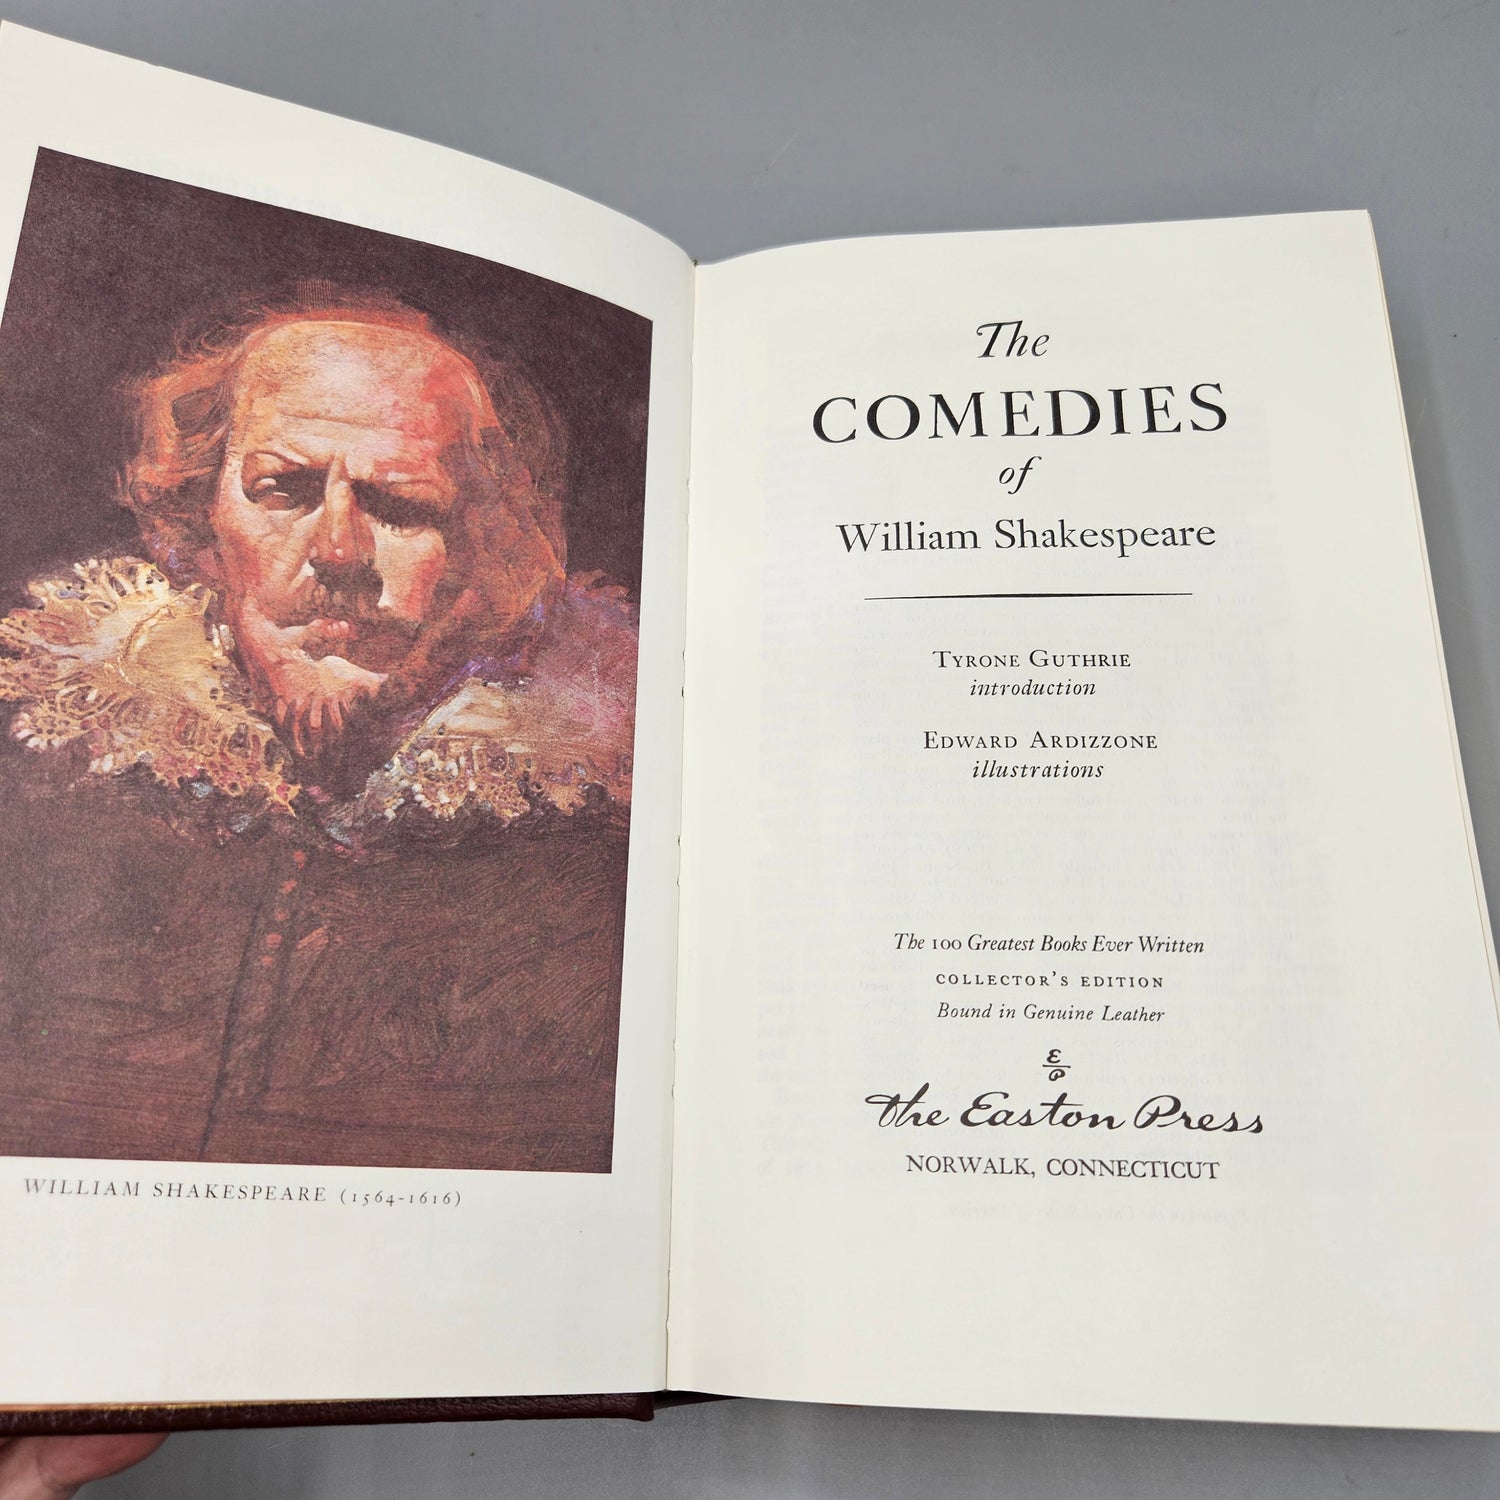 WILLIAM SHAKESPEARE (1564-1616)
The
COMEDIES
of
William Shakespeare
TYRONE GUTHRIE
introduction
EDWARD ARDIZZONE
illustrations
The 100 Greatest Books Ever Written
COLLECTOR'S EDITION
Bound in Genuine Leather
E
P
The Easton Press
NORWALK, CONNECTICUT